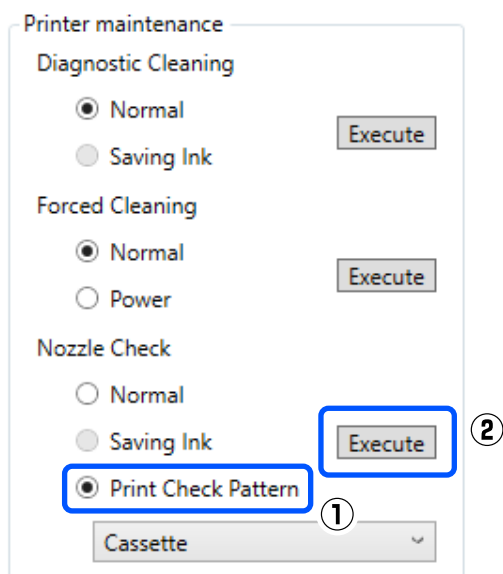 Printer maintenance
Diagnostic Cleaning
Normal
Execute
Saving Ink
Forced Cleaning
Normal
Execute
Power
Nozzle Check
Normal
Saving Ink
Execute
②
Print Check Pattern
①
Cassette